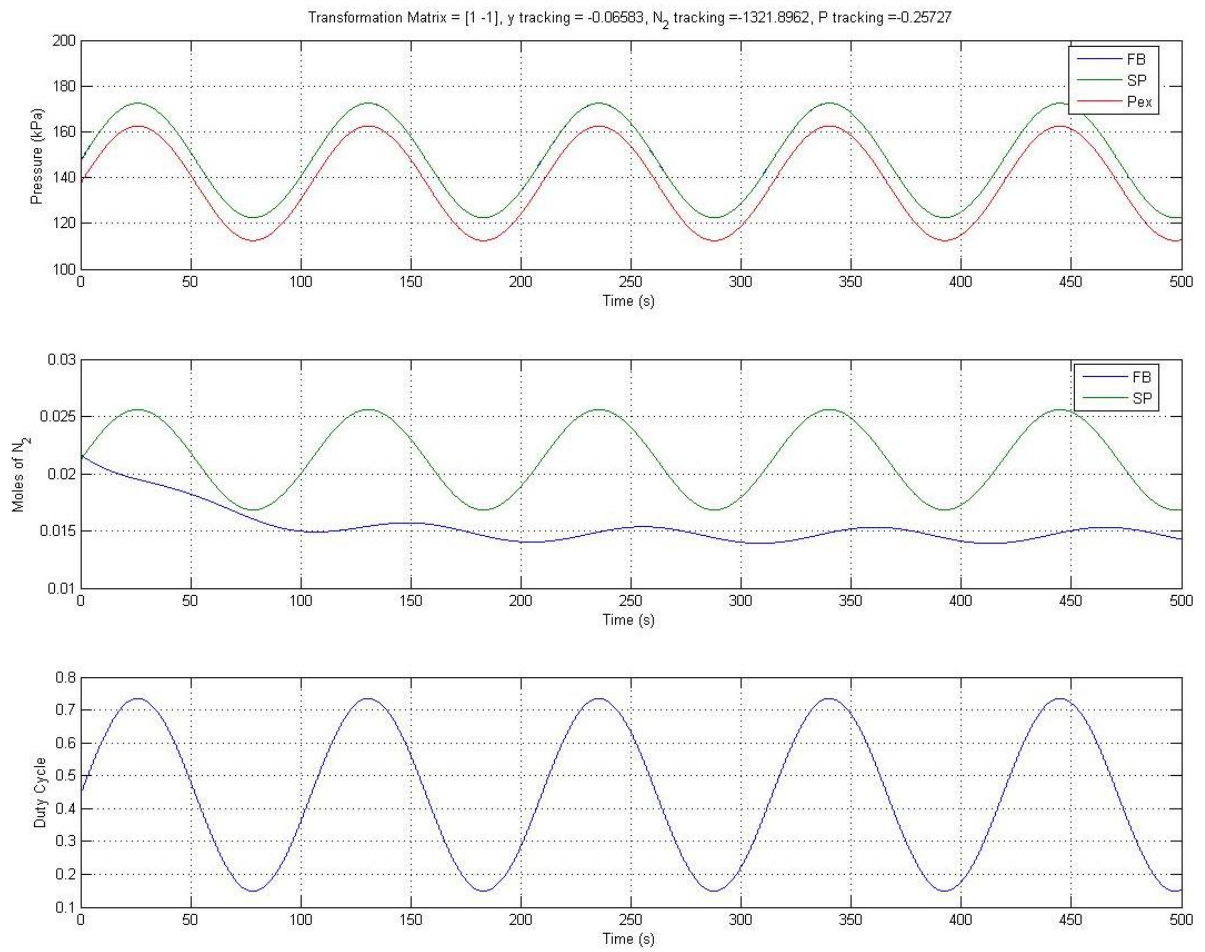 Transformation Matrix = [1 -1], y tracking = -0.06583, N2 tracking =-1321.8962, P tracking =-0.25727
200
180
160
140
120
100
Pressure (kPa)
FB
SP
Pex
0 50 100 150 200 250 300 350 400 450 500
Time (s)
0.03
0.025
0.02
0.015
0.01
Moles of N2
FB
SP
0 50 100 150 200 250 300 350 400 450 500
Time (s)
0.8
0.7
0.6
0.5
0.4
0.3
0.2
0.1
Duty Cycle
0 50 100 150 200 250 300 350 400 450 500
Time (s)